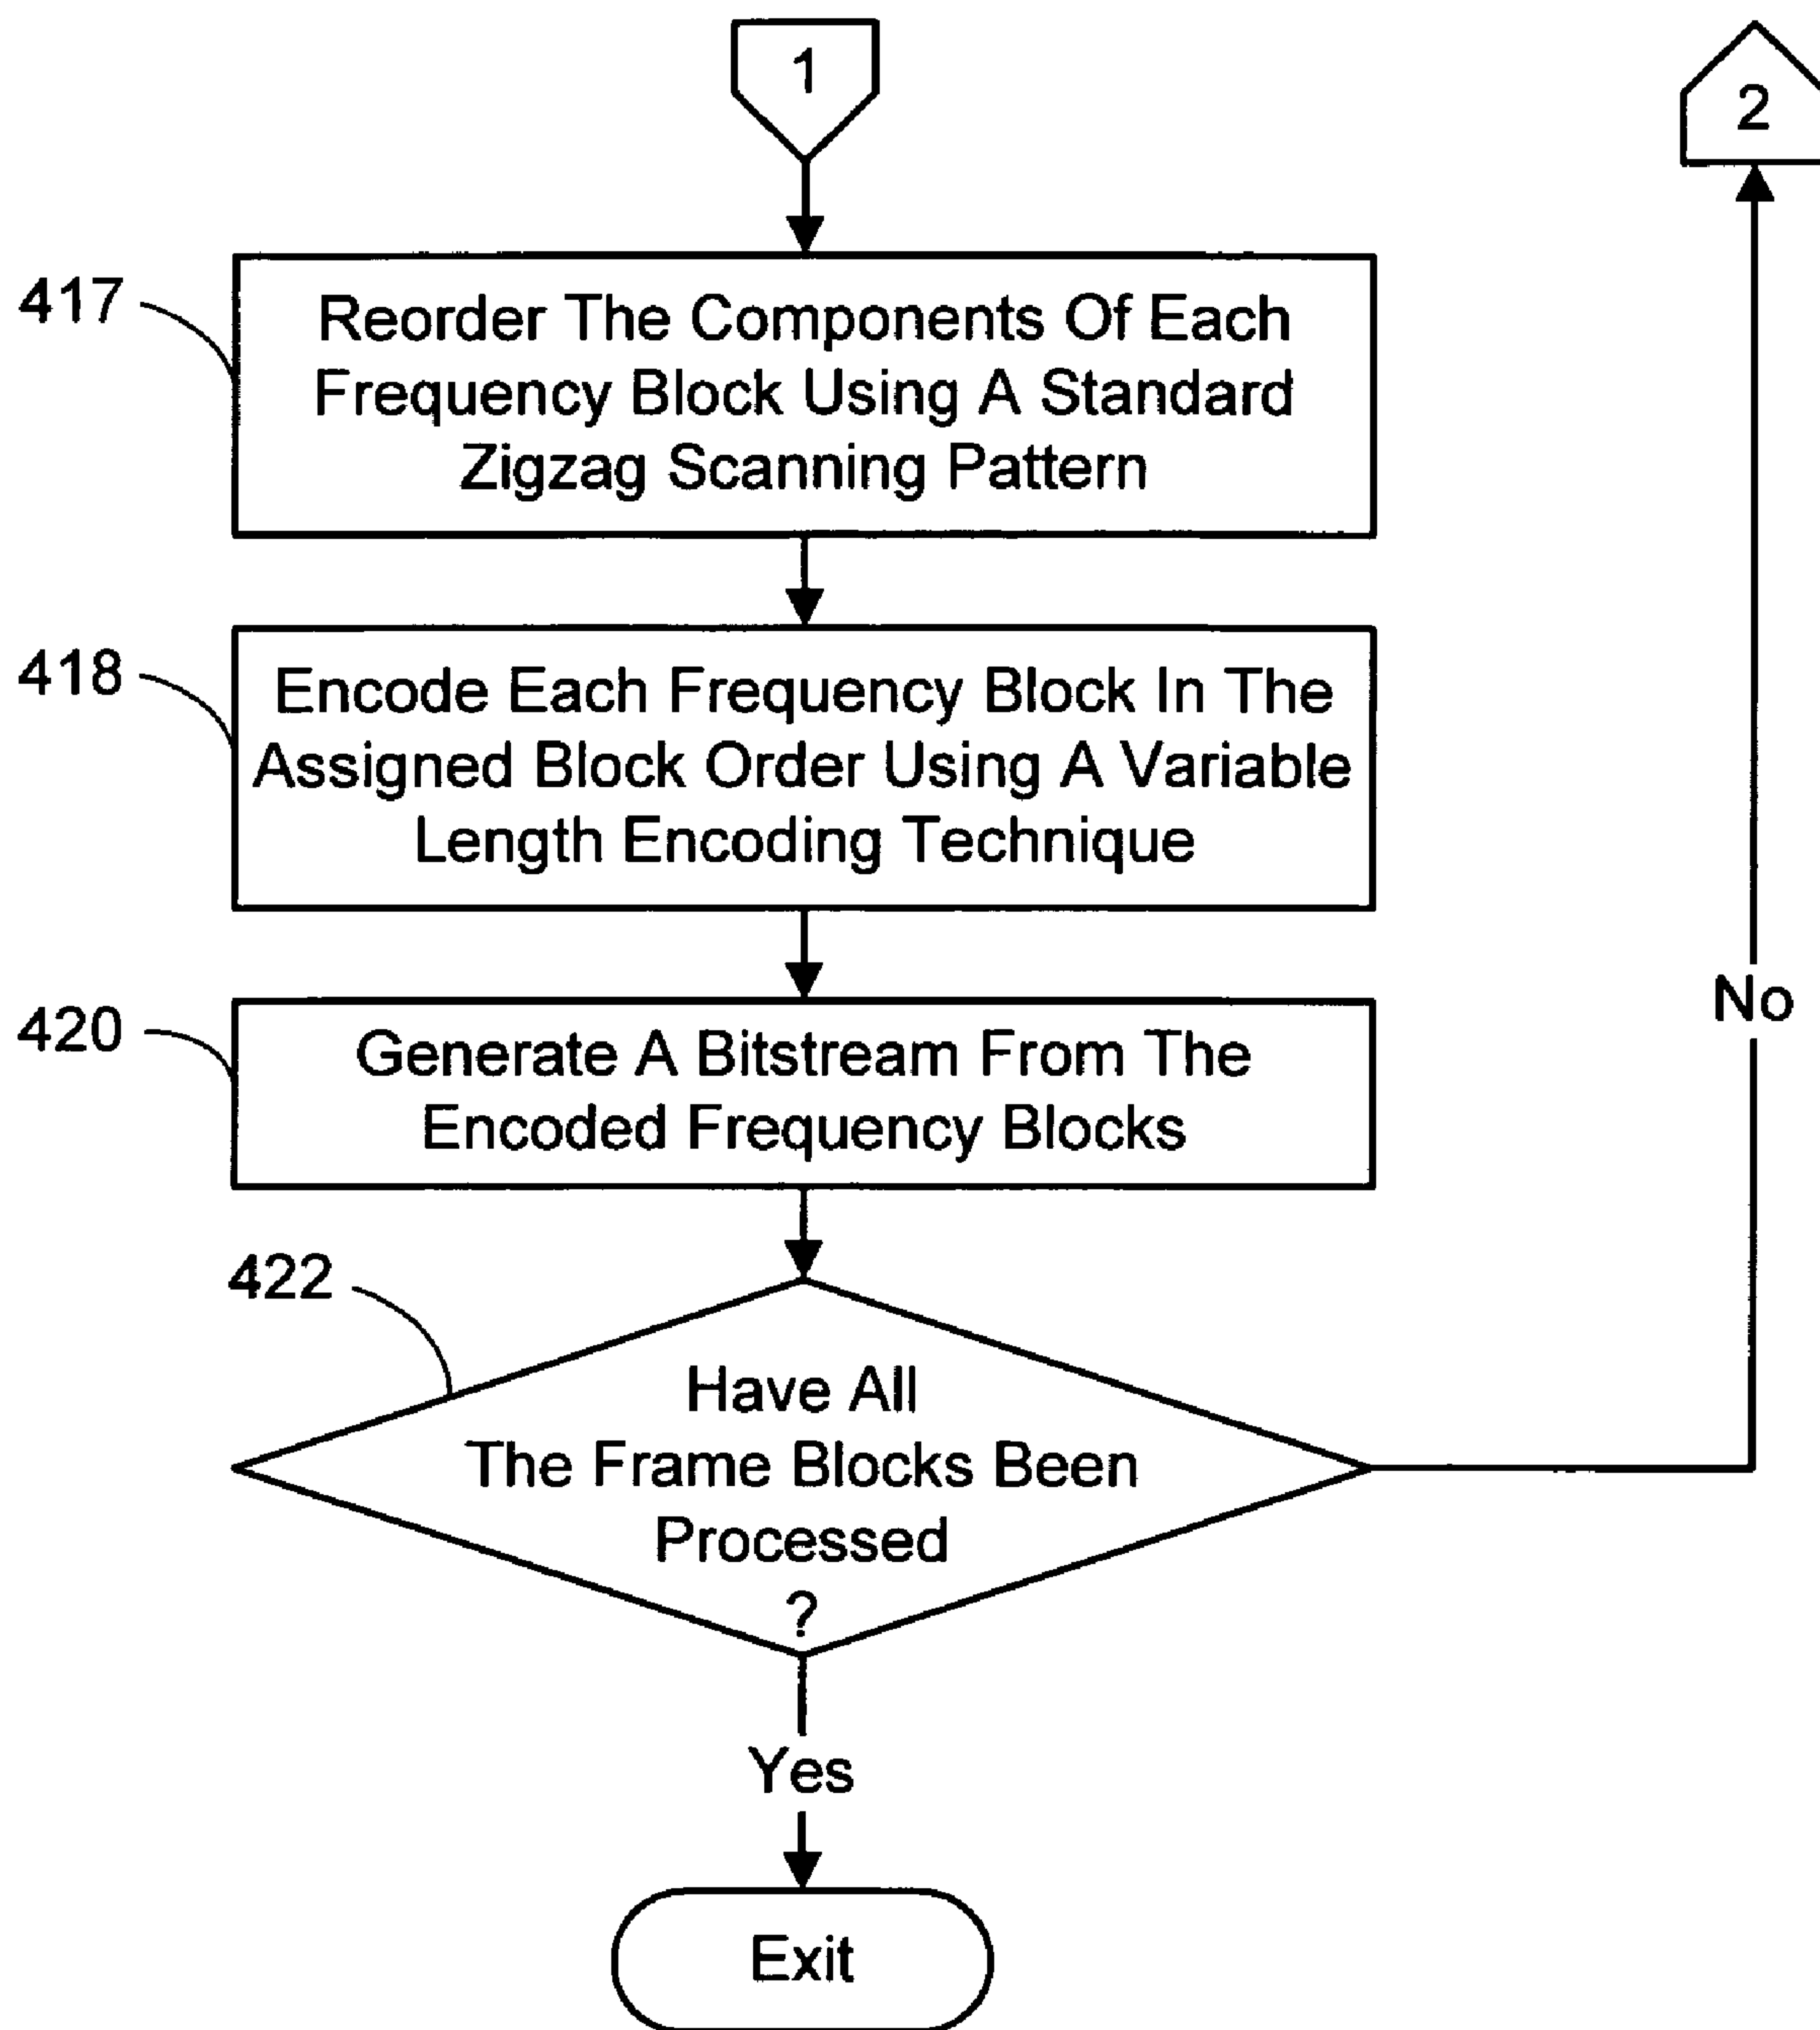 1
2
417
Reorder The Components Of Each
Frequency Block Using A Standard
Zigzag Scanning Pattern
418
Encode Each Frequency Block In The
Assigned Block Order Using A Variable
Length Encoding Technique
420
Generate A Bitstream From The
Encoded Frequency Blocks
No
422
Have All
The Frame Blocks Been
Processed
?
Yes
Exit